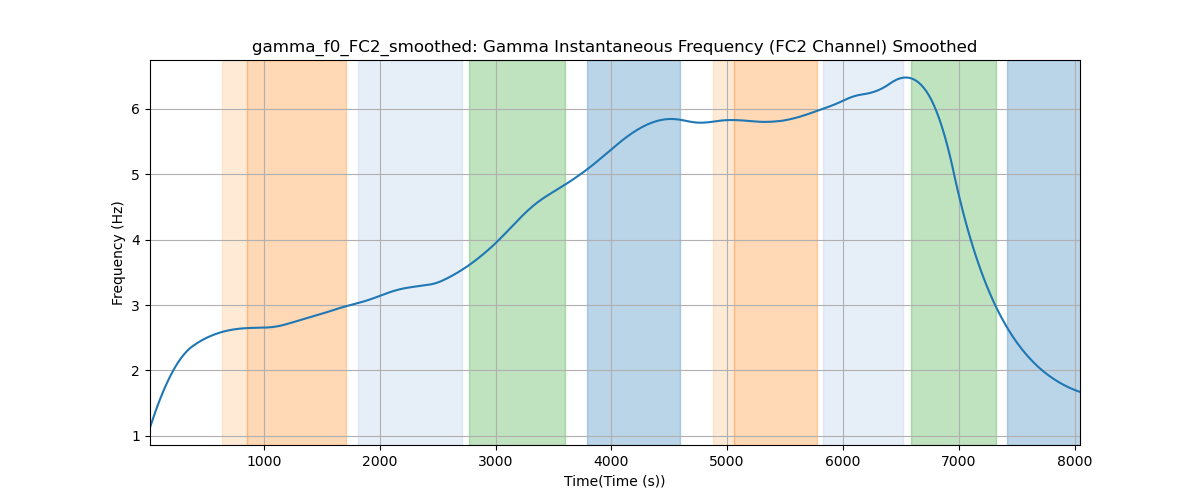 gamma_f0_FC2_smoothed: Gamma Instantaneous Frequency (FC2 Channel) Smoothed
Frequency (Hz)
6
5
4
3
2
1
1000 2000 3000 4000 5000 6000 7000 8000
Time(Time (s))